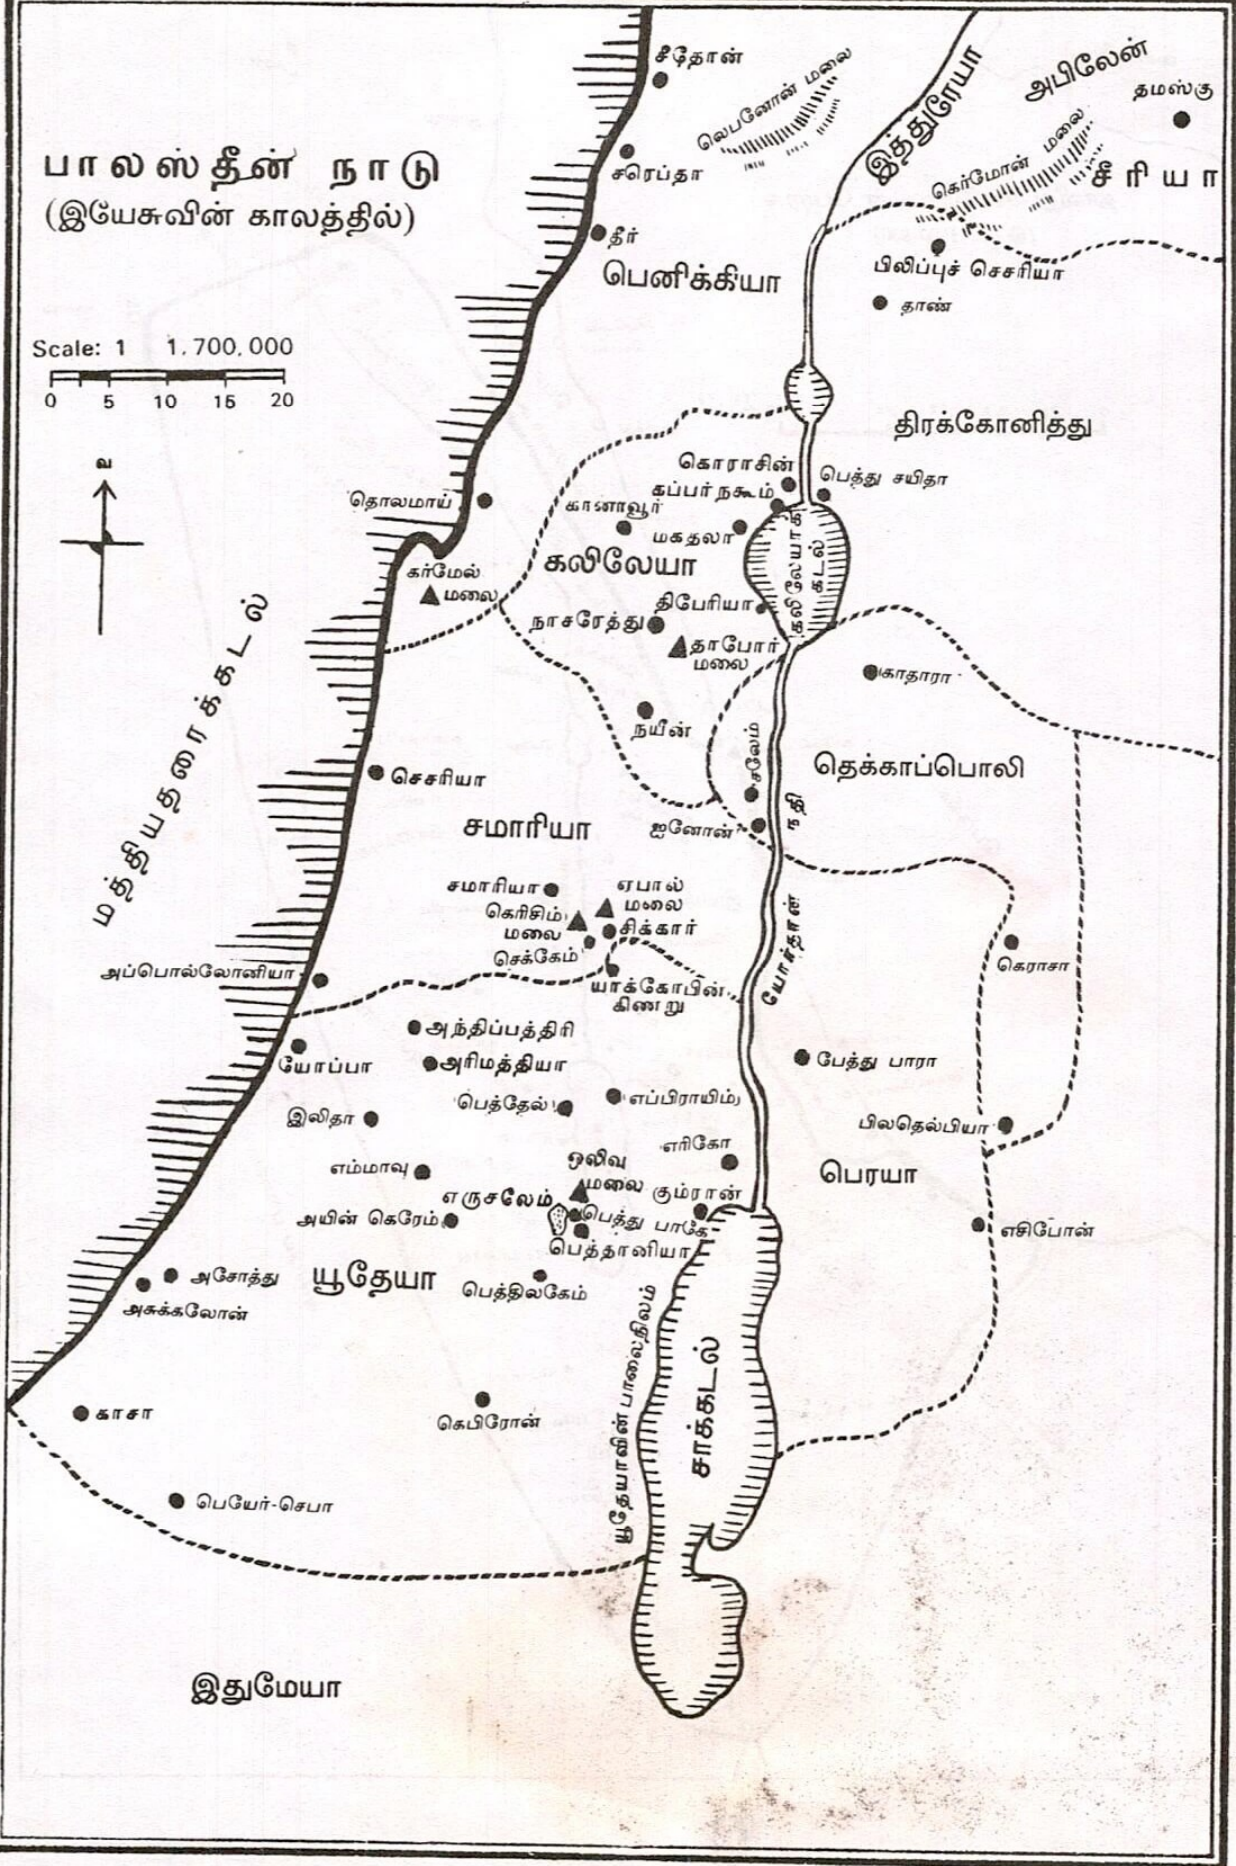 பாலஸ்தீன் நாடு
(இயேசுவின் காலத்தில்)
Scale: 1 1,700,000
0 5 10 15 20
வ
சீதோன்
லெபனோன் மலை
இத்துரேயா
அபிலேன்
தமஸ்கு
சரெப்தா
கெர்மோன் மலை
சீரியா
தீர்
பெனிக்கியா
பிலிப்புச் செசரியா
தாண்
திரக்கோனித்து
கொராசின்
பெத்து சயிதா
கப்பர்நகூம்
தொலமாய்
கானாவூர்
மகதலா
கலிலேயா
கலிலேயாக் கடல்
கர்மேல்
மலை
திபேரியா
நாசரேத்து
தாபோர்
மலை
காதாரா
நயீன்
சலேம்
தெக்காப்பொலி
மத்தியதரைக்கடல்
செசரியா
சமாரியா
ஐனோன்
நதி
சமாரியா
ஏபால்
மலை
கெரிசிம்
மலை
சிக்கார்
யோர்தான்
செக்கேம்
கெராசா
அப்பொல்லோனியா
யாக்கோபின்
கிணறு
அந்திப்பத்திரி
யோப்பா
அரிமத்தியா
பேத்து பாரா
பெத்தேல்
எப்பிராயிம்
இலிதா
பிலதெல்பியா
எரிகோ
எம்மாவு
ஒலிவு
மலை
பெரயா
எருசலேம்
கும்ரான்
அயின் கெரேம்
பெத்து பாகே
எசிபோன்
பெத்தானியா
அசோத்து
யூதேயா
பெத்திலகேம்
அசுக்கலோன்
யூதேயாவின் பாலைநிலம்
சாக்கடல்
காசா
கெபிரோன்
பெயேர்-செபா
இதுமேயா